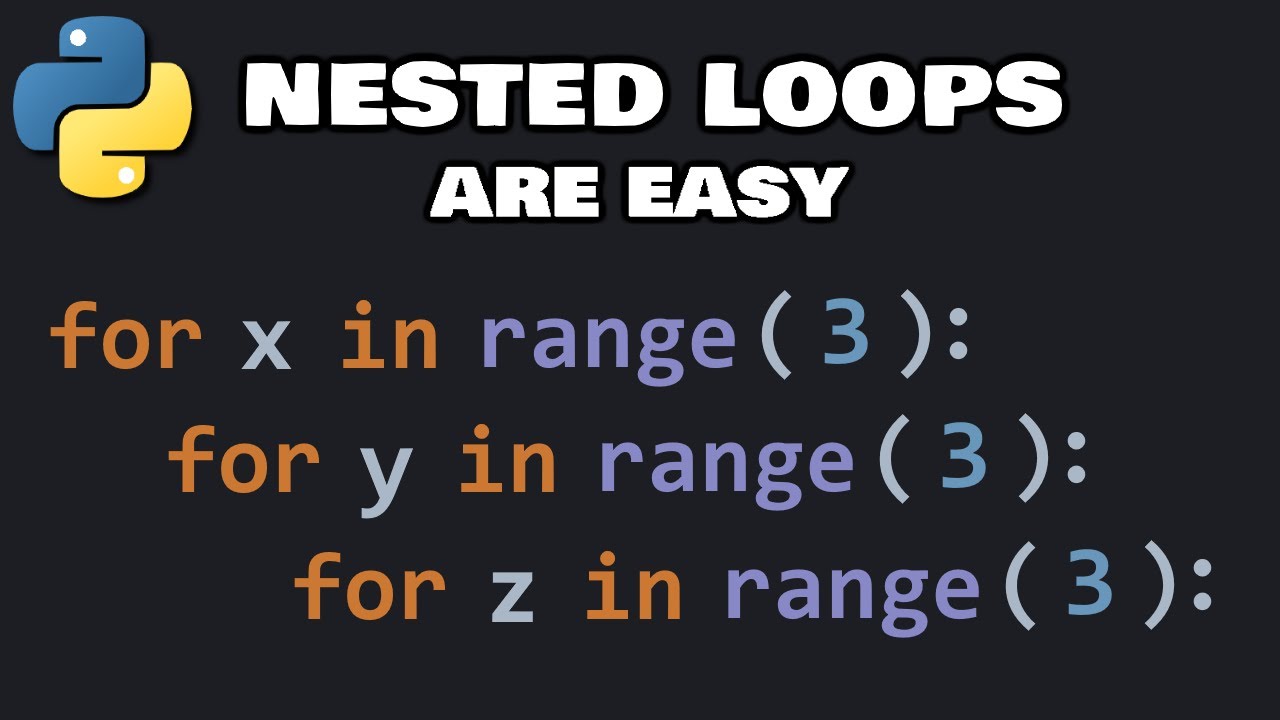 NESTED LOOPS
ARE EASY
for x in range(3):
for y in range(3):
for z in range(3):